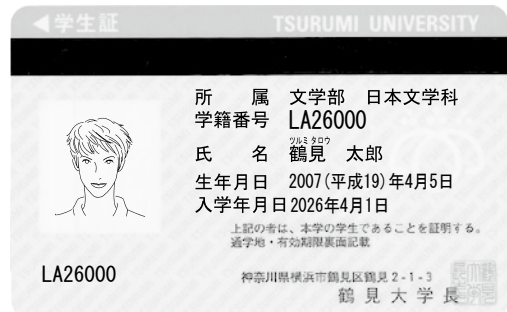 ◀学生証 TSURUMI UNIVERSITY
所属 文学部 日本文学科
学籍番号 LA26000
ツルミ タロウ
氏名 鶴見 太郎
生年月日 2007(平成19)年4月5日
入学年月日 2026年4月1日
上記の者は、本学の学生であることを証明する。
通学地・有効期限裏面記載
LA26000
神奈川県横浜市鶴見区鶴見2-1-3
鶴見大学長